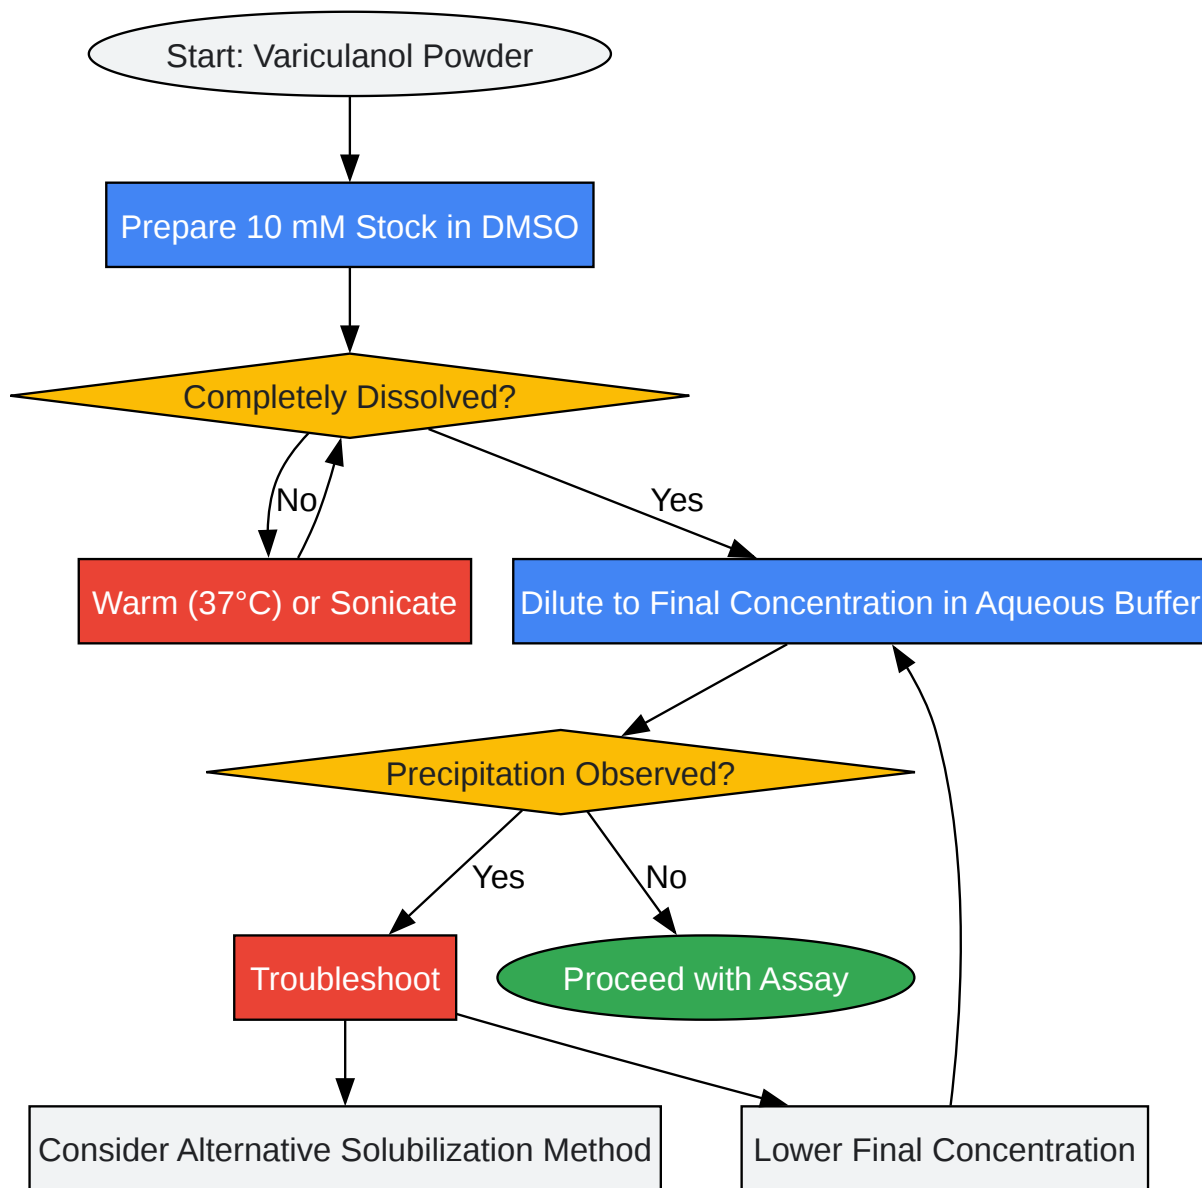 Start: Variculanol Powder
Prepare 10 mM Stock in DMSO
Completely Dissolved?
No
Yes
Warm (37°C) or Sonicate
Dilute to Final Concentration in Aqueous Buffer
Precipitation Observed?
Yes
No
Troubleshoot
Proceed with Assay
Consider Alternative Solubilization Method
Lower Final Concentration